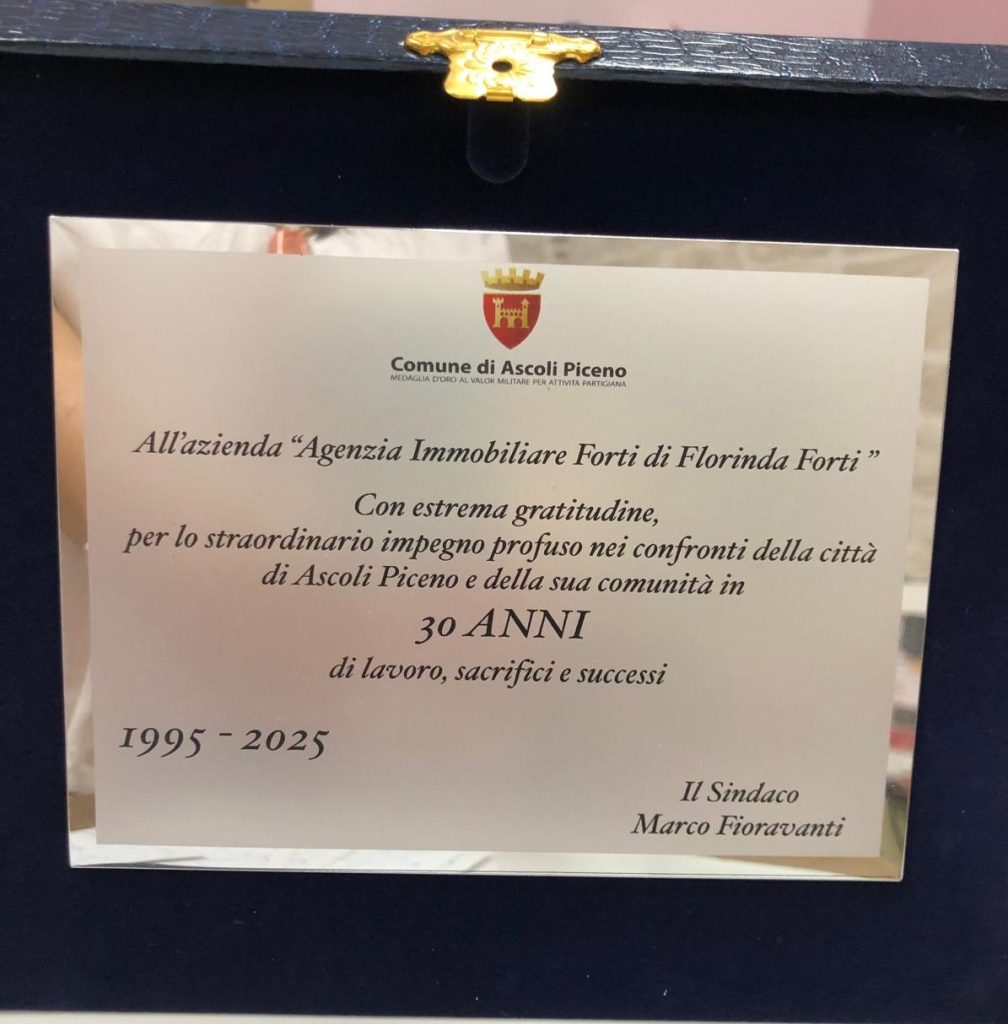 Comune di Ascoli Piceno
MEDAGLIA D'ORO AL VALOR MILITARE PER ATTIVITÀ PARTIGIANA
All'azienda “Agenzia Immobiliare Forti di Florinda Forti ”
Con estrema gratitudine,
per lo straordinario impegno profuso nei confronti della città
di Ascoli Piceno e della sua comunità in
30 ANNI
di lavoro, sacrifici e successi
1995 - 2025
Il Sindaco
Marco Fioravanti